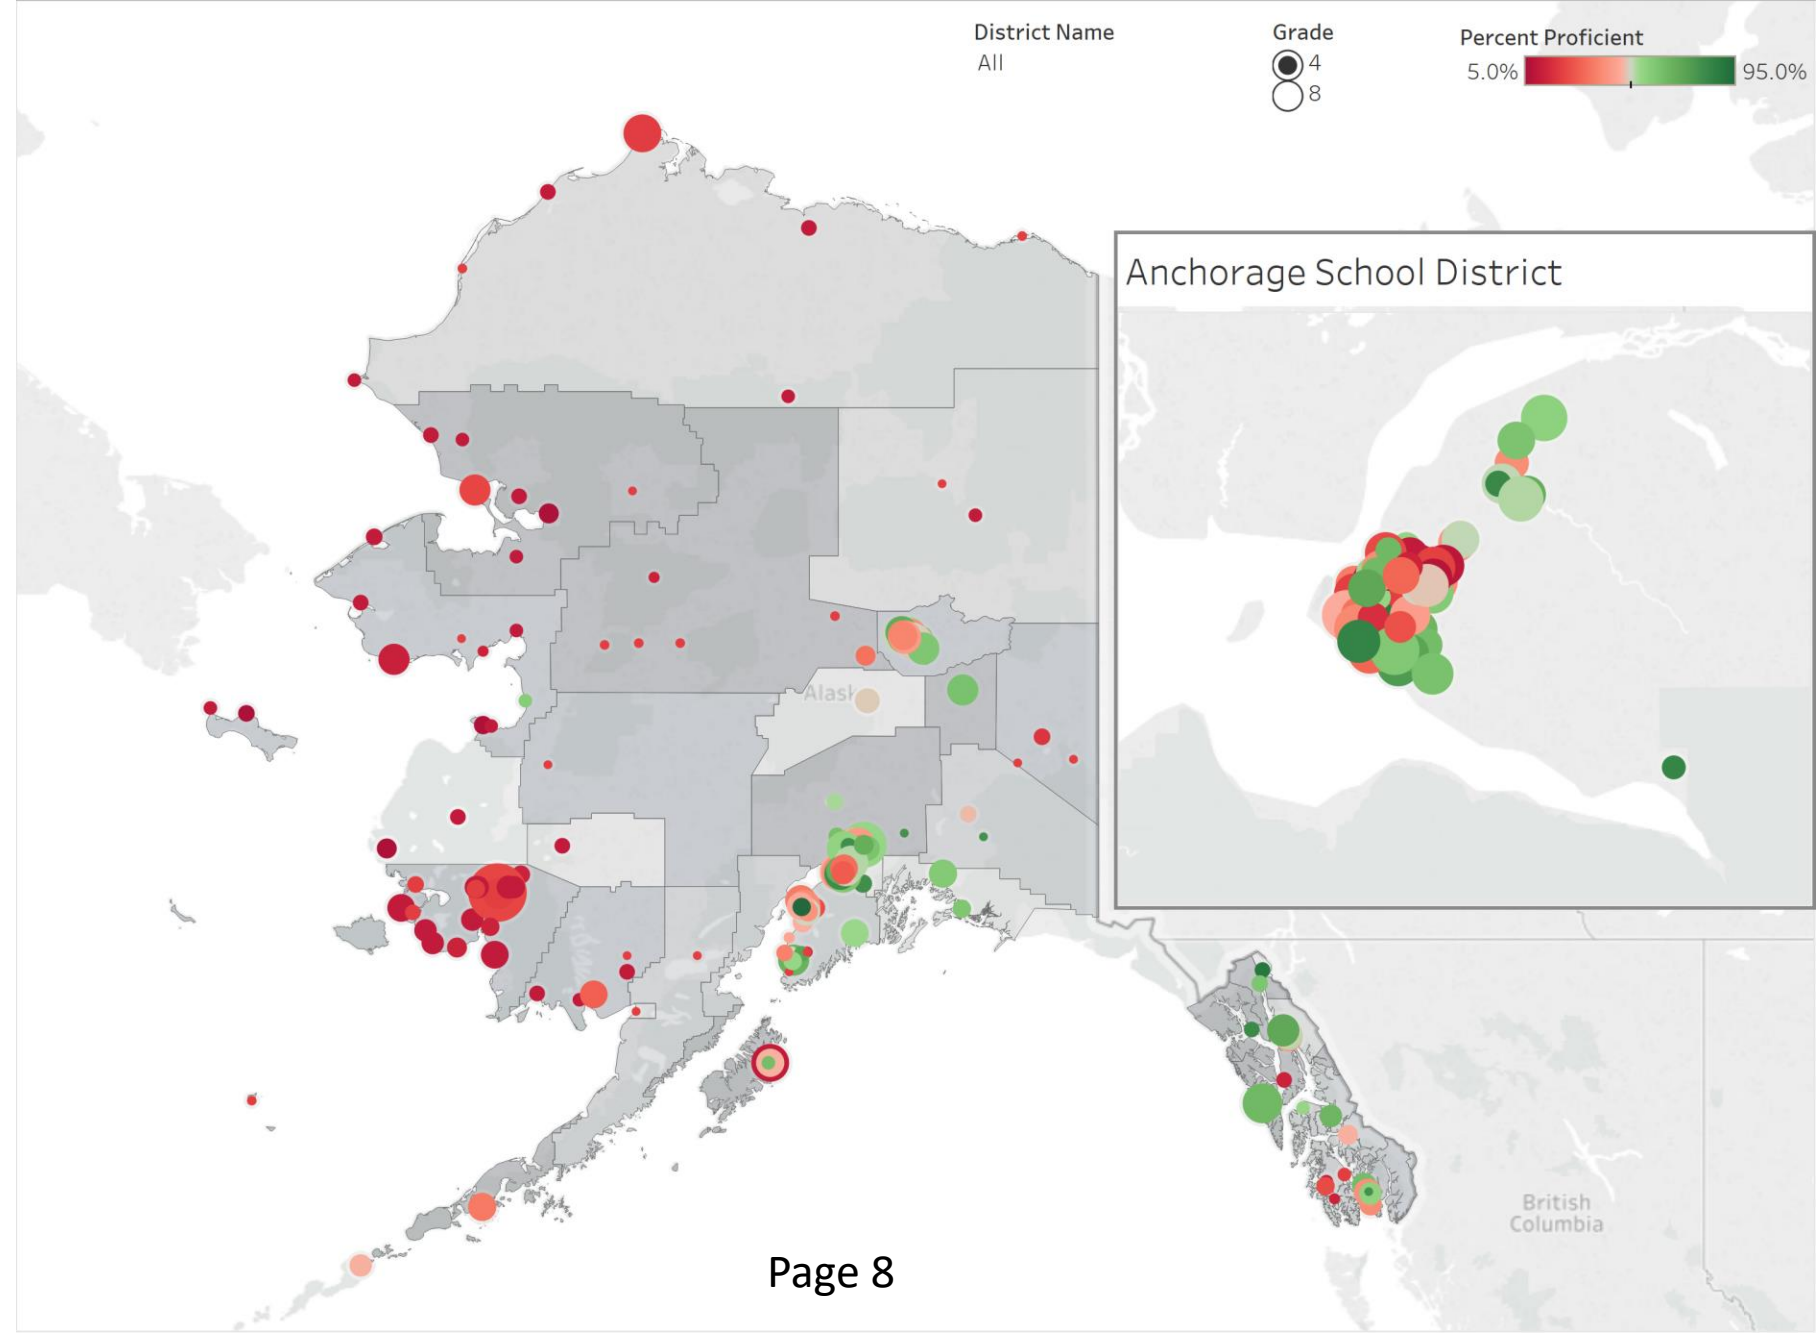 District Name
All
Grade
4
8
Percent Proficient
5.0%
95.0%
Anchorage School District
Alask
British
Columbia
Page 8